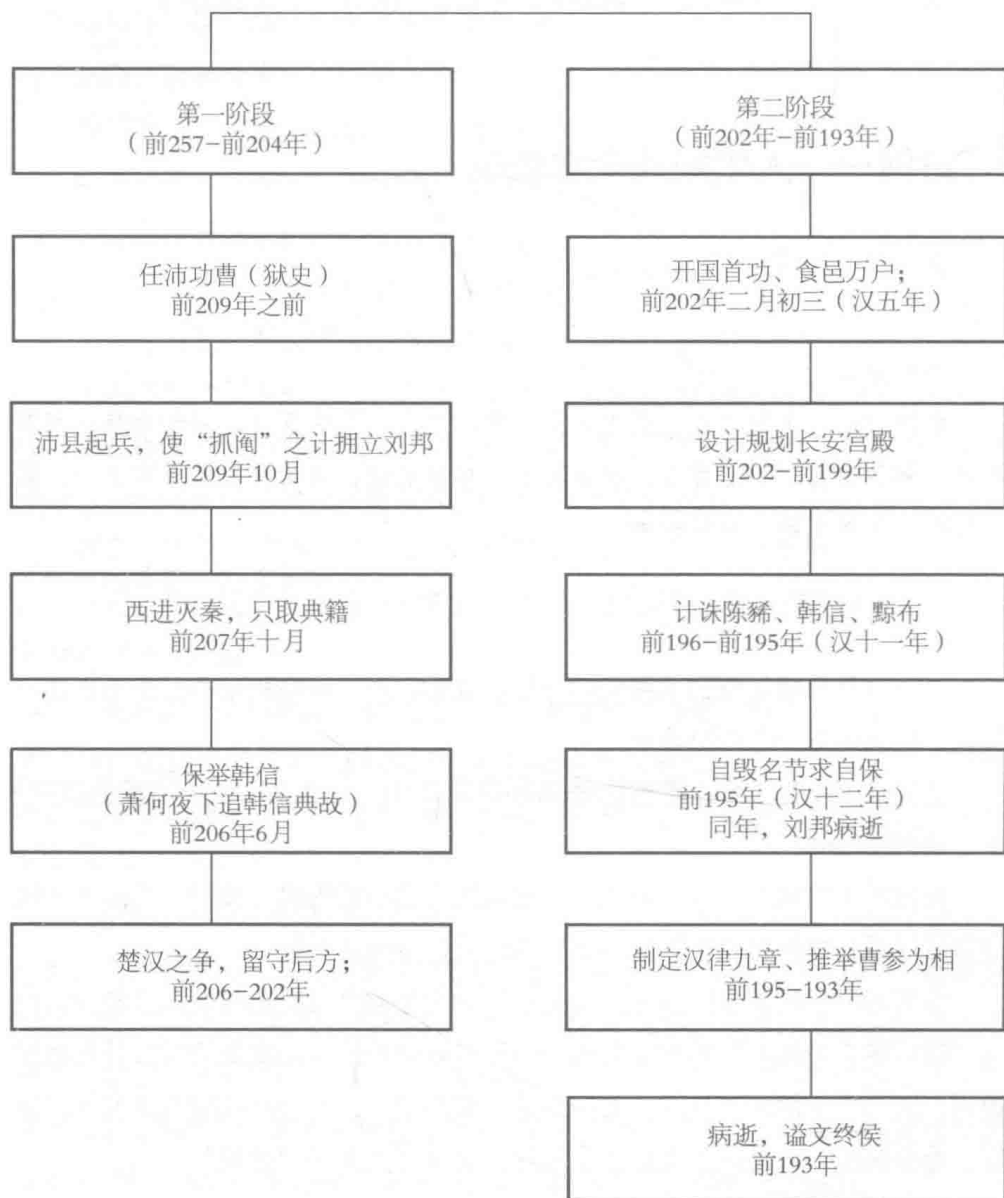 第一阶段
（前257-前204年）
任沛功曹（狱史）
前209年之前
沛县起兵，使“抓阄”之计拥立刘邦
前209年10月
西进灭秦，只取典籍
前207年十月
保举韩信
（萧何夜下追韩信典故）
前206年6月
楚汉之争，留守后方；
前206-202年
第二阶段
（前202年-前193年）
开国首功、食邑万户；
前202年二月初三（汉五年）
设计规划长安宫殿
前202-前199年
计诛陈豨、韩信、黥布
前196-前195年（汉十一年）
自毁名节求自保
前195年（汉十二年）
同年，刘邦病逝
制定汉律九章、推举曹参为相
前195-193年
病逝，谥文终侯
前193年